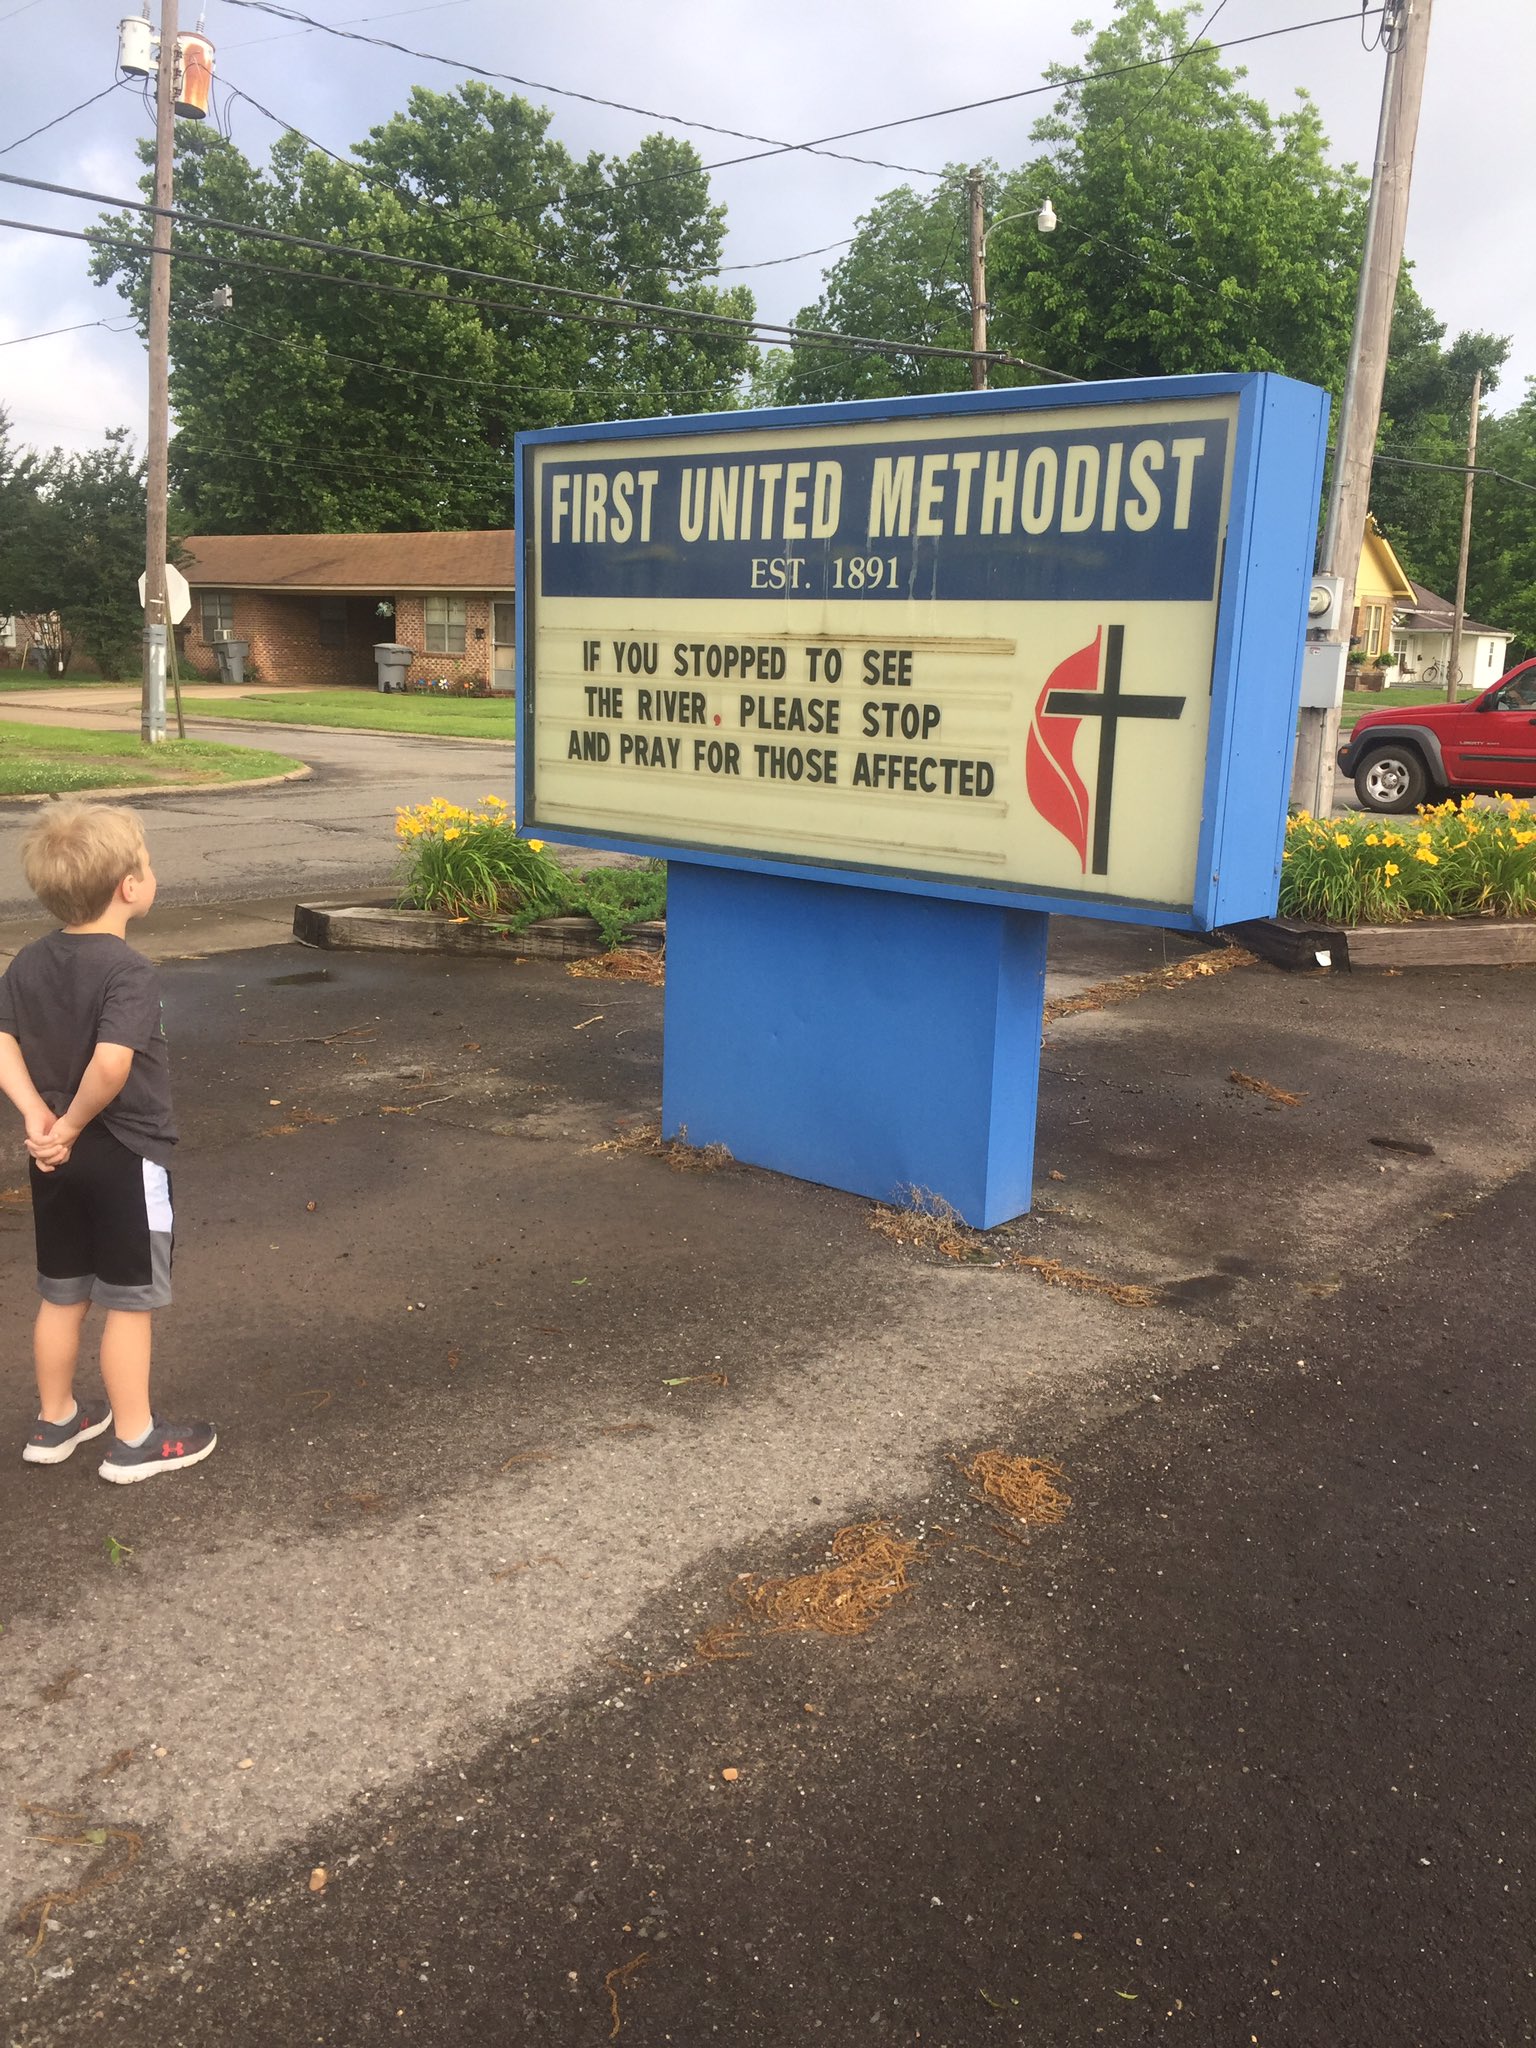 FIRST UNITED METHODIST
EST. 1891
IF YOU STOPPED TO SEE
THE RIVER, PLEASE STOP
AND PRAY FOR THOSE AFFECTED
LIBERTY